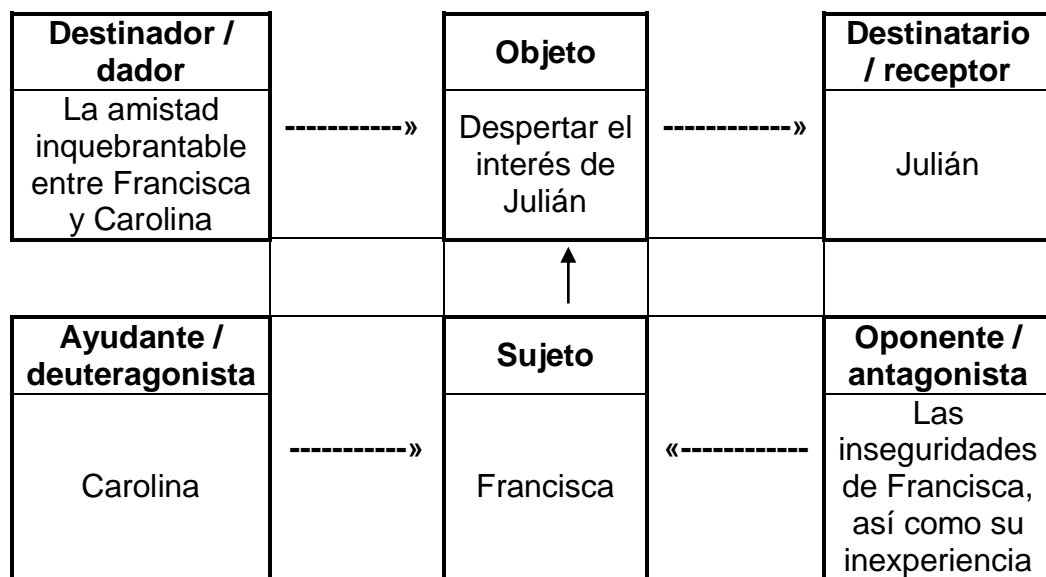 Destinador /
dador
Objeto
Destinatario
/ receptor
La amistad
inquebrantable
entre Francisca
y Carolina
-----------»
Despertar el
interés de
Julián
------------»
Julián
Ayudante /
deuteragonista
Sujeto
Oponente /
antagonista
Carolina
-----------»
Francisca
«------------
Las
inseguridades
de Francisca,
así como su
inexperiencia